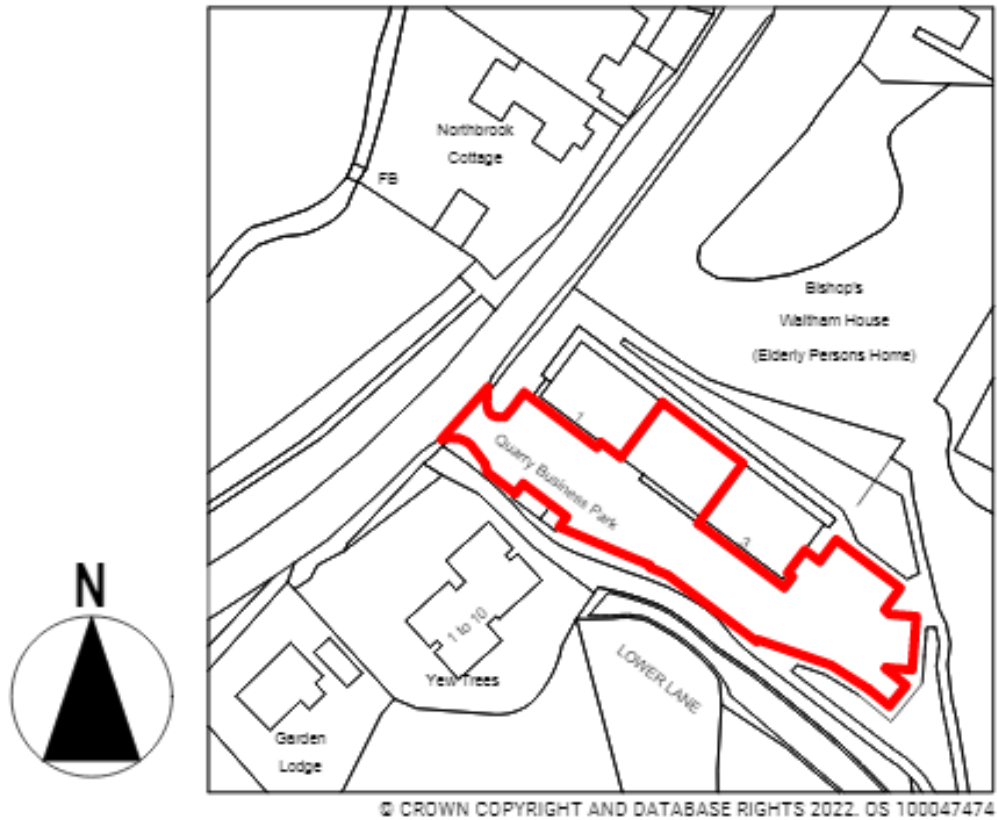 Northbrook
Cottage
FB
Bishop's
Waltham House
(Elderly Persons Home)
1
Quarry Business Park
3
1 to 10
Yew Trees
LOWER LANE
Garden
Lodge
N
© CROWN COPYRIGHT AND DATABASE RIGHTS 2022. OS 100047474